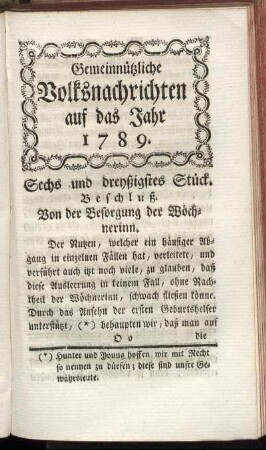 Gemeinnützliche
Volksnachrichten
auf das Jahr
1789.
Sechs und dreyßigstes Stück.
Beschluß.
Von der Besorgung der Wöch-
nerinn.
Der Nutzen, welcher ein häufiger Ab-
gang in einzelnen Fällen hat, verleitete, und
verführt auch itzt noch viele, zu glauben, daß
diese Ausleerung in keinem Fall, ohne Nach-
theil der Wöchnerinn, schwach fließen könne.
Durch das Ansehn der ersten Geburtshelfer
unterstützt, (*) behaupten wir, daß man auf
Oo die
(*) Hunter und Young hoffen wir mit Recht
so nennen zu dürfen; diese sind unsre Ge-
währsleute.